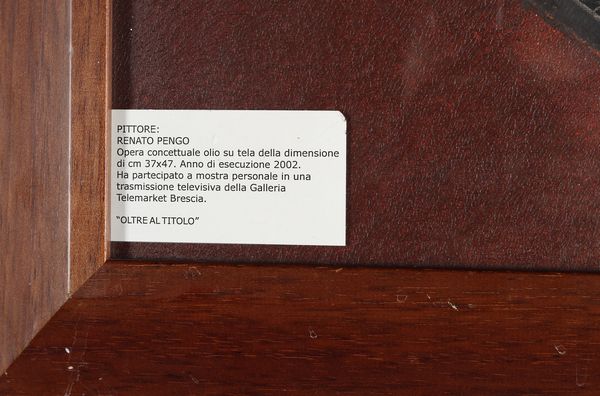 PITTORE:
RENATO PENGO
Opera concettuale olio su tela della dimensione
di cm 37x47. Anno di esecuzione 2002.
Ha partecipato a mostra personale in una
trasmissione televisiva della Galleria
Telemarket Brescia.
“OLTRE AL TITOLO”